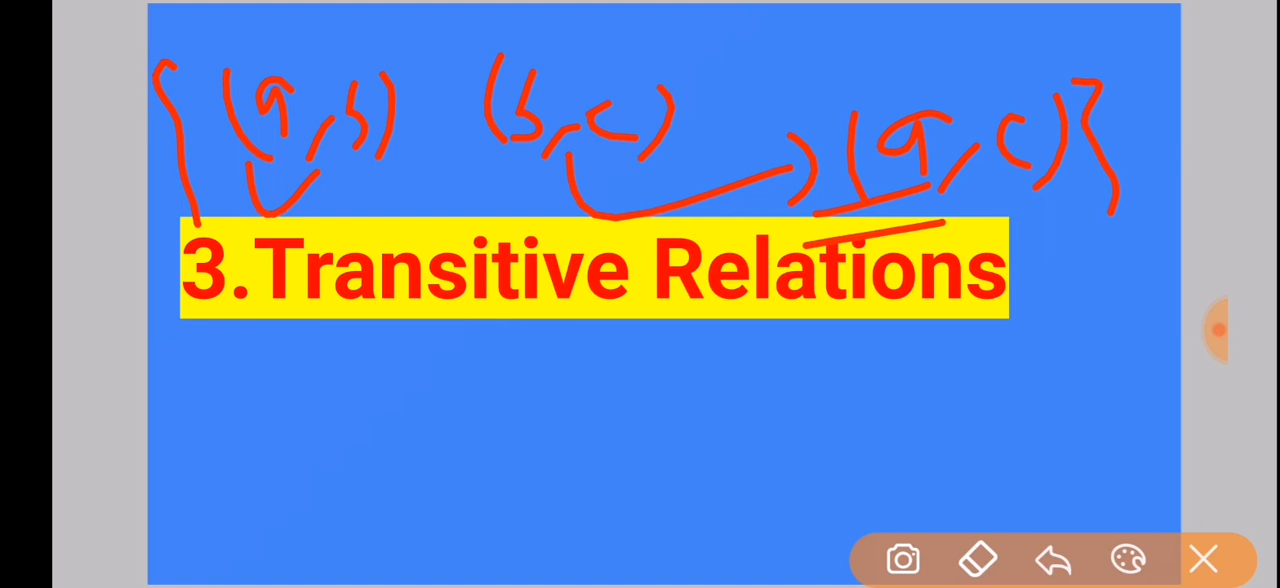 {(a,b) (b,c) (a,c)}
3.Transitive Relations